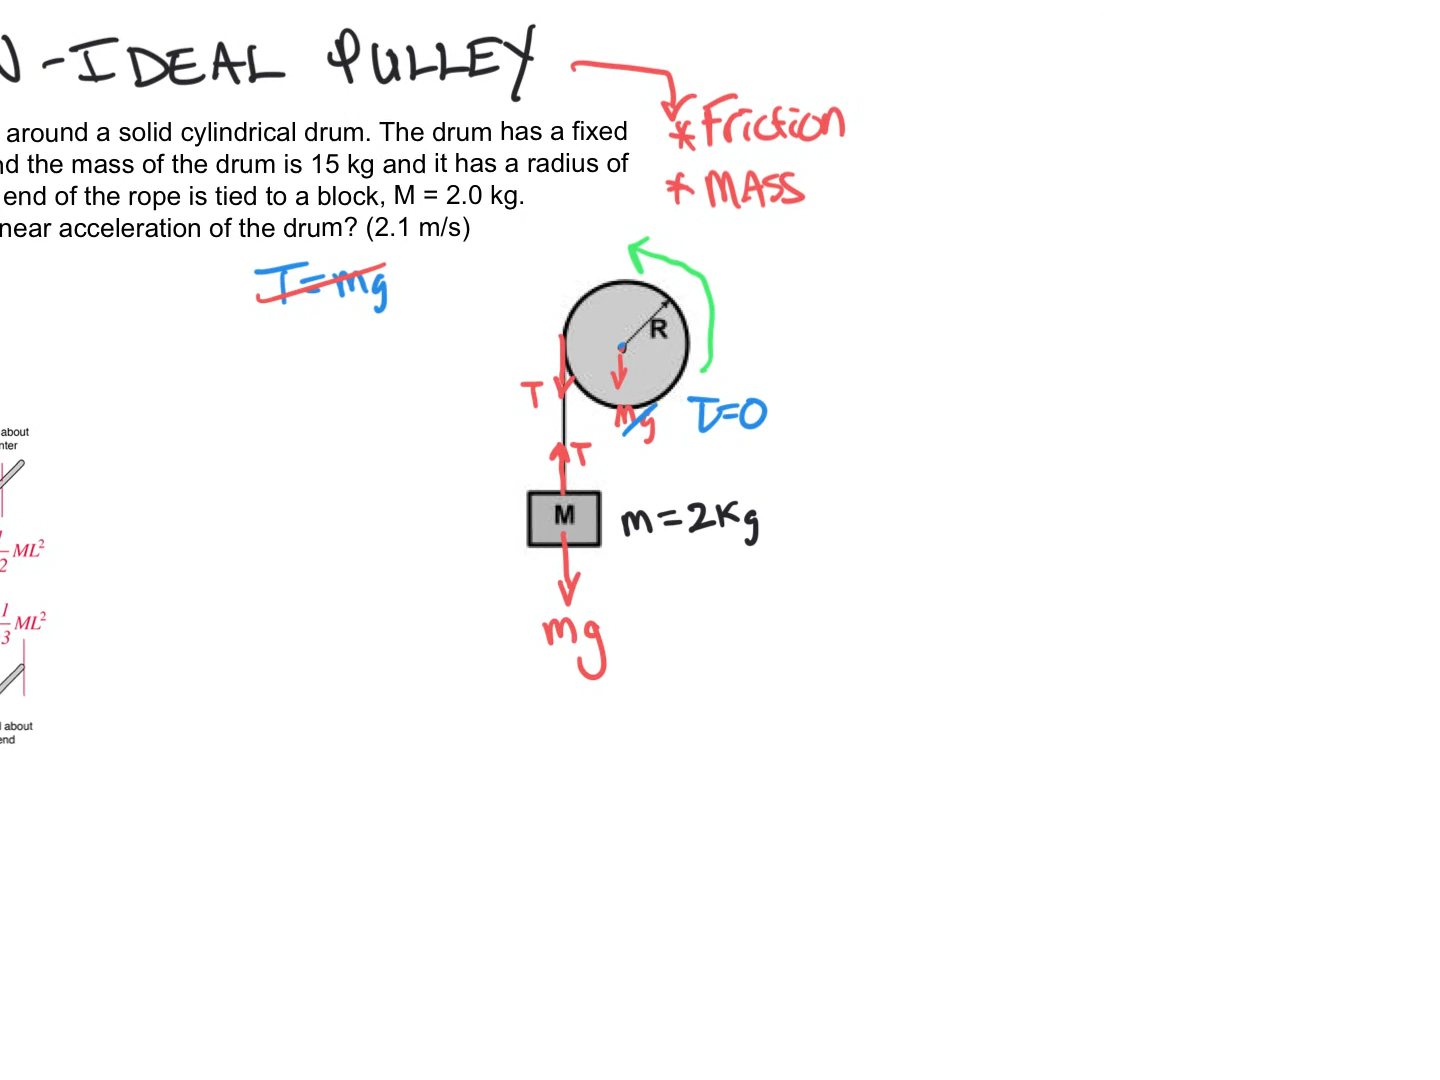 -IDEAL PULLEY
*Friction
*MASS
around a solid cylindrical drum. The drum has a fixed
the mass of the drum is 15 kg and it has a radius of
end of the rope is tied to a block, M = 2.0 kg.
near acceleration of the drum? (2.1 m/s)
T=mg
R
T
Mg
τ=0
T
M
m=2Kg
mg
about
nter
ML²
1
3 ML²
about
end